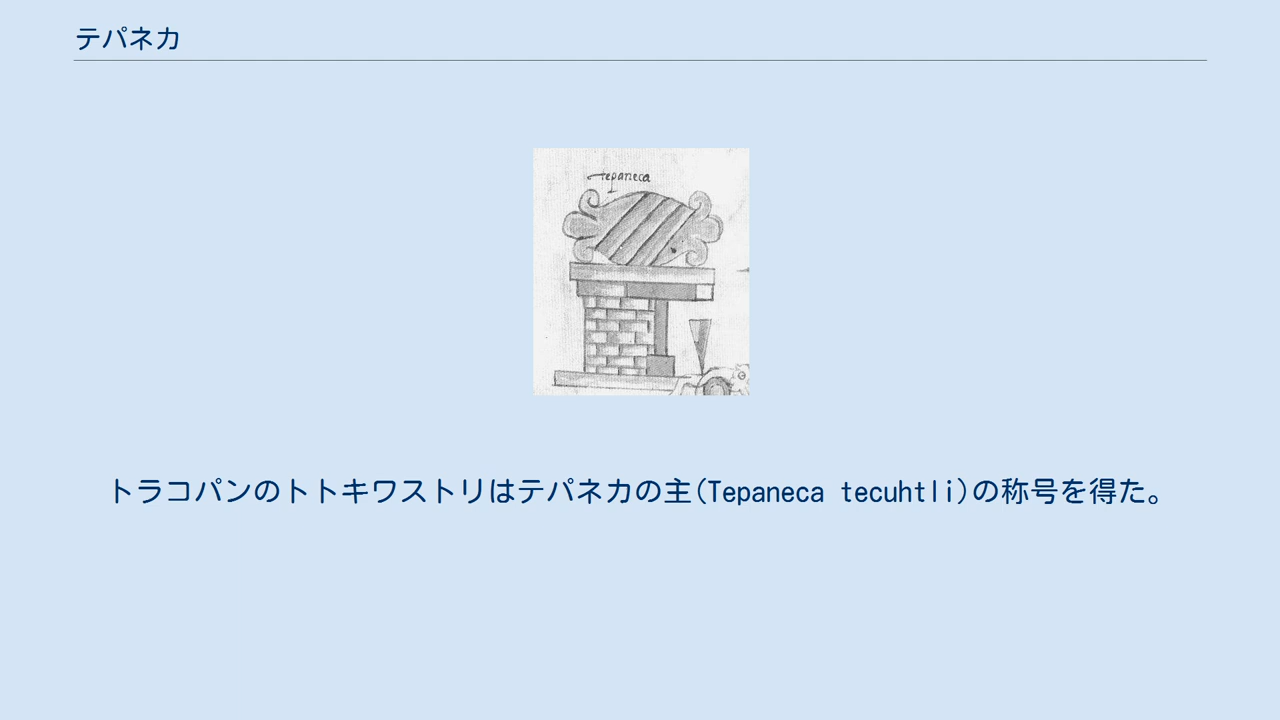 テパネカ
tepaneca
トラコパンのトトキワストリはテパネカの主(Tepaneca tecuhtli)の称号を得た。